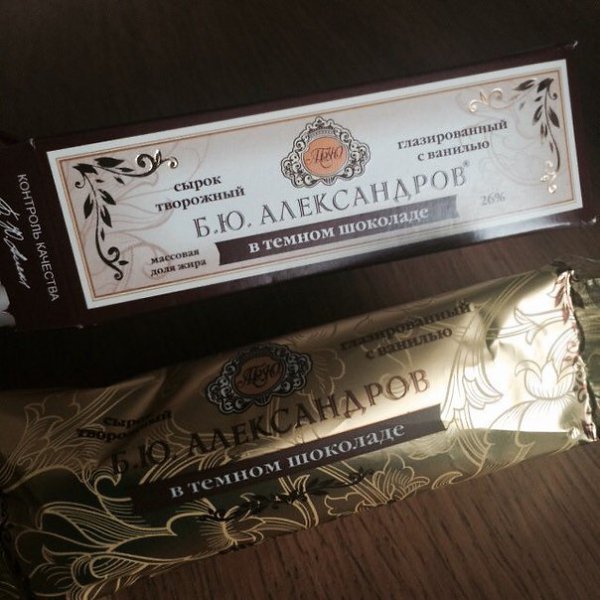 КОНТРОЛЬ КАЧЕСТВА
сырок
творожный
глазированный
с ванилью
Б.Ю. АЛЕКСАНДРОВ®
в темном шоколаде
массовая
доля жира
26%
глазированный
с ванилью
сырок
творожный
Б.Ю. АЛЕКСАНДРОВ
в темном шоколаде